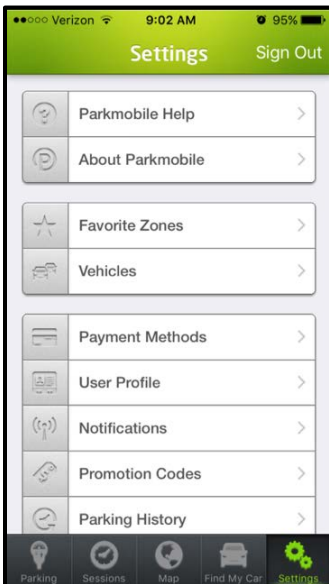 Verizon 9:02 AM 95%
Settings Sign Out
Parkmobile Help
About Parkmobile
Favorite Zones
Vehicles
Payment Methods
User Profile
Notifications
Promotion Codes
Parking History
Parking Sessions Map Find My Car Settings